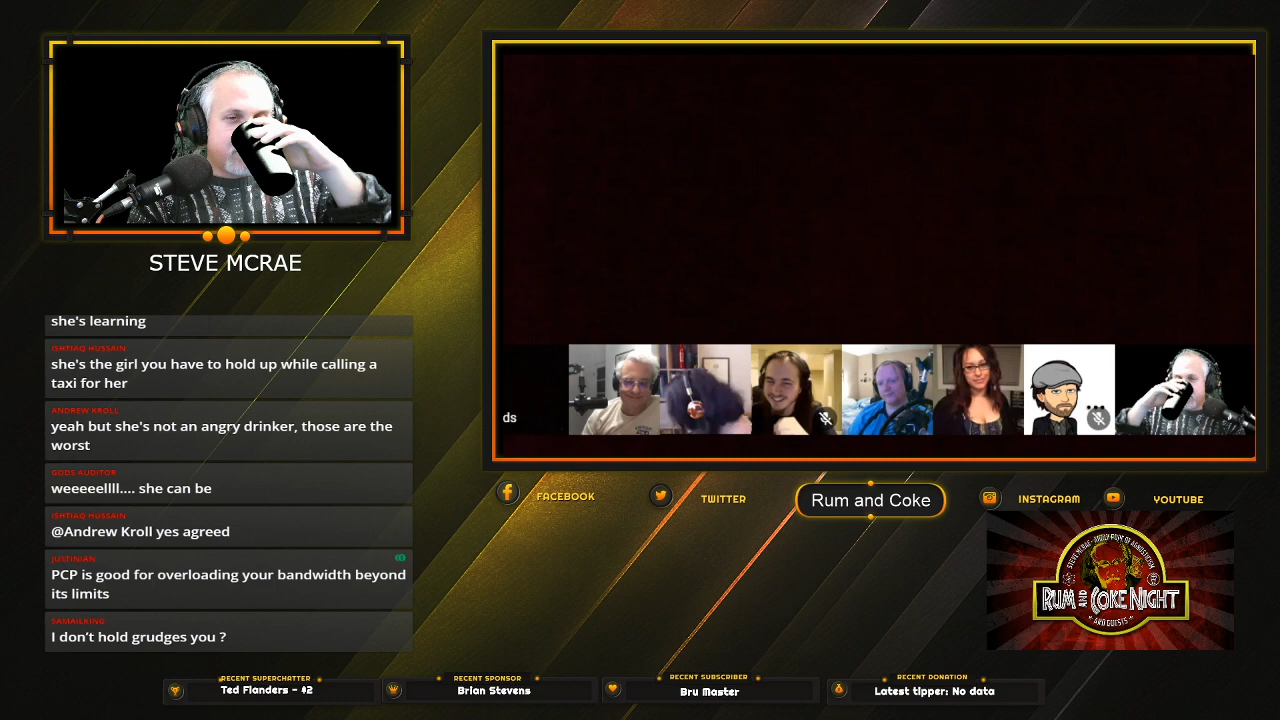 STEVE MCRAE
she's learning
ISHTIAQ HUSSAIN
she's the girl you have to hold up while calling a
taxi for her
ANDREW KROLL
yeah but she's not an angry drinker, those are the
worst
GODS AUDITOR
weeeeellll.... she can be
ISHTIAQ HUSSAIN
@Andrew Kroll yes agreed
JUSTINIAN
PCP is good for overloading your bandwidth beyond
its limits
SAMAILKING
I don't hold grudges you ?
ds
FACEBOOK
TWITTER
Rum and Coke
INSTAGRAM
YOUTUBE
RUM AND COKE NIGHT
AND GUESTS
RECENT SUPERCHATTER
Ted Flanders - $2
RECENT SPONSOR
Brian Stevens
RECENT SUBSCRIBER
Bru Master
RECENT DONATION
Latest tipper: No data